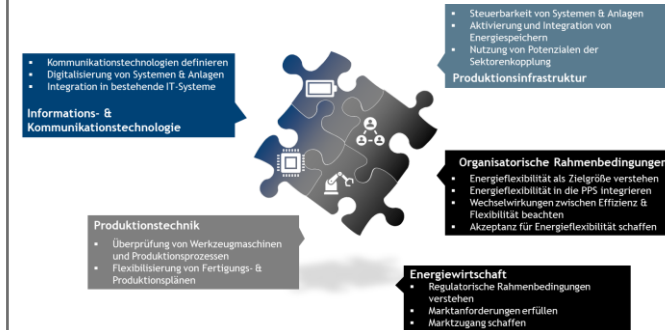 ▪ Kommunikationstechnologien definieren
▪ Digitalisierung von Systemen & Anlagen
▪ Integration in bestehende IT-Systeme
Informations- &
Kommunikationstechnologie
▪ Steuerbarkeit von Systemen & Anlagen
▪ Aktivierung und Integration von
Energiespeichern
▪ Nutzung von Potenzialen der
Sektorenkopplung
Produktionsinfrastruktur
Organisatorische Rahmenbedingungen
▪ Energieflexibilität als Zielgröße verstehen
▪ Energieflexibilität in die PPS integrieren
▪ Wechselwirkungen zwischen Effizienz &
Flexibilität beachten
▪ Akzeptanz für Energieflexibilität schaffen
Produktionstechnik
▪ Überprüfung von Werkzeugmaschinen
und Produktionsprozessen
▪ Flexibilisierung von Fertigungs- &
Produktionsplänen
Energiewirtschaft
▪ Regulatorische Rahmenbedingungen
verstehen
▪ Marktanforderungen erfüllen
▪ Marktzugang schaffen